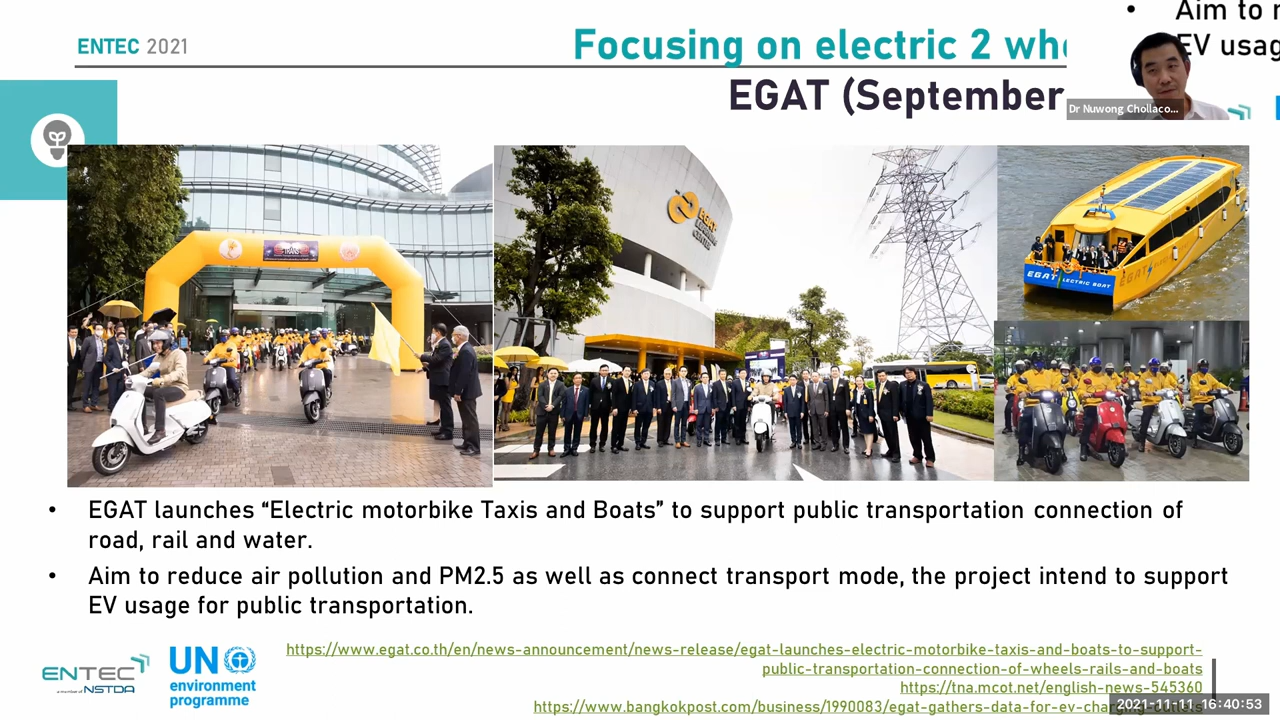 ENTEC 2021
Focusing on electric 2
EGAT (September
Aim to
EV usag
Dr Nuwong Chollaco...
EGAT
EGAT ELECTRIC BOAT
EGAT
• EGAT launches “Electric motorbike Taxis and Boats” to support public transportation connection of
road, rail and water.
• Aim to reduce air pollution and PM2.5 as well as connect transport mode, the project intend to support
EV usage for public transportation.
ENTEC
a member of NSTDA
UN
environment
programme
https://www.egat.co.th/en/news-announcement/news-release/egat-launches-electric-motorbike-taxis-and-boats-to-support-
public-transportation-connection-of-wheels-rails-and-boats
https://tna.mcot.net/english-news-545360
https://www.bangkokpost.com/business/1990083/egat-gathers-data-for-ev-charging-outlets
2021-11-11 16:40:53